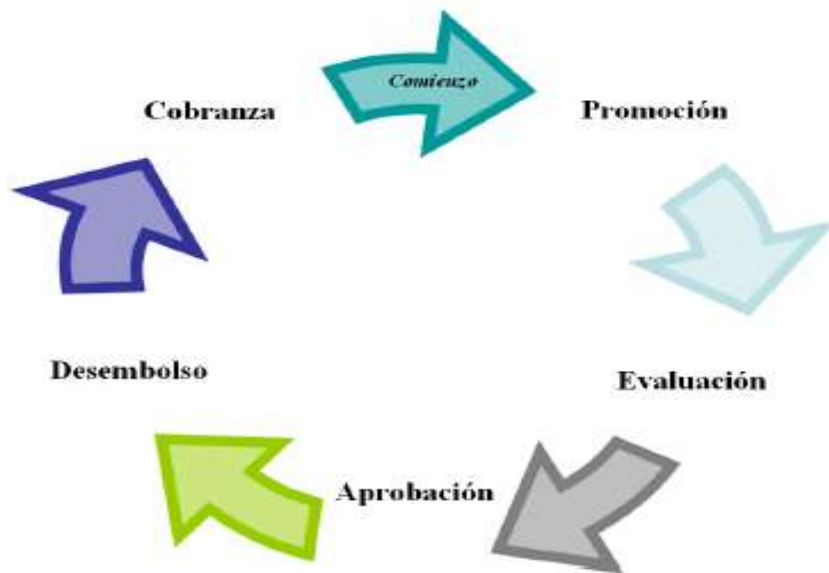 Comienzo
Cobranza
Promoción
Desembolso
Evaluación
Aprobación